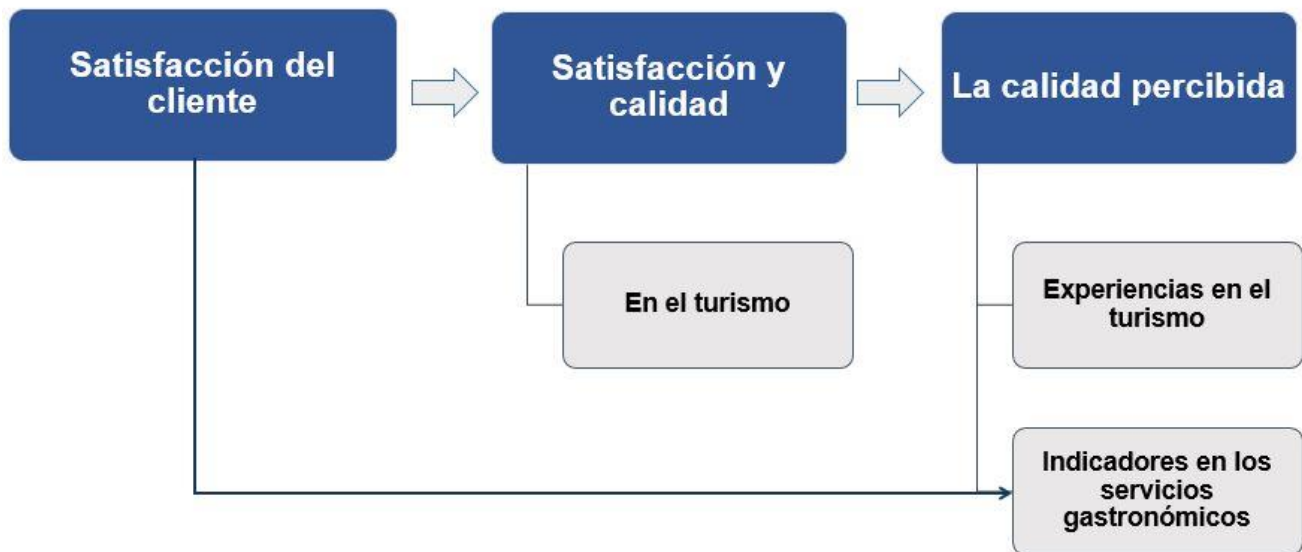 Satisfacción del
cliente
Satisfacción y
calidad
La calidad percibida
En el turismo
Experiencias en el
turismo
Indicadores en los
servicios
gastronómicos